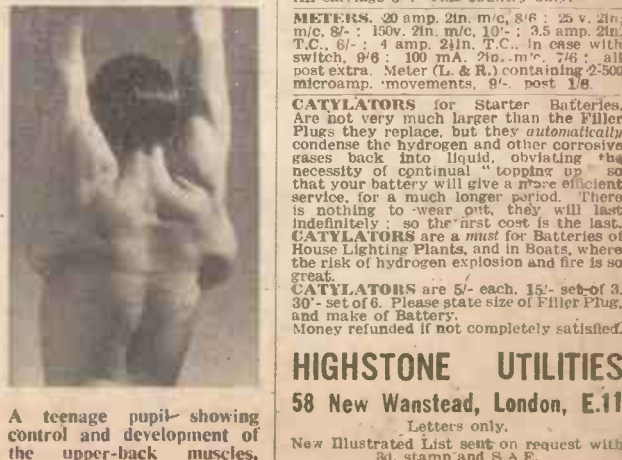 A teenage pupil showing
control and development of
the upper-back muscles.
METERS. 20 amp. 2in. m/c, 8/6 ; 25 v. 2in.
m/c, 8/- ; 150v. 2in. m/c, 10/- ; 3.5 amp. 2in.
T.C., 6/- ; 4 amp. 2½in. T.C., in case with
switch, 9/6 ; 100 mA. 2in. m/c. 7/6 ; all
post extra. Meter (L. & R.) containing 2-500
microamp. movements, 9/-. post 1/6.
CATYLATORS for Starter Batteries.
Are not very much larger than the Filler
Plugs they replace, but they automatically
condense the hydrogen and other corrosive
gases back into liquid, obviating the
necessity of continual "topping up so
that your battery will give a more efficient
service, for a much longer period. There
is nothing to wear out, they will last
indefinitely ; so the first cost is the last.
CATYLATORS are a must for Batteries of
House Lighting Plants, and in Boats, where
the risk of hydrogen explosion and fire is so
great.
CATYLATORS are 5/- each. 15/- set of 3.
30/- set of 6. Please state size of Filler Plug,
and make of Battery.
Money refunded if not completely satisfied.
HIGHSTONE UTILITIES
58 New Wanstead, London, E.11
Letters only.
New Illustrated List sent on request with
3d. stamp and S.A.E.